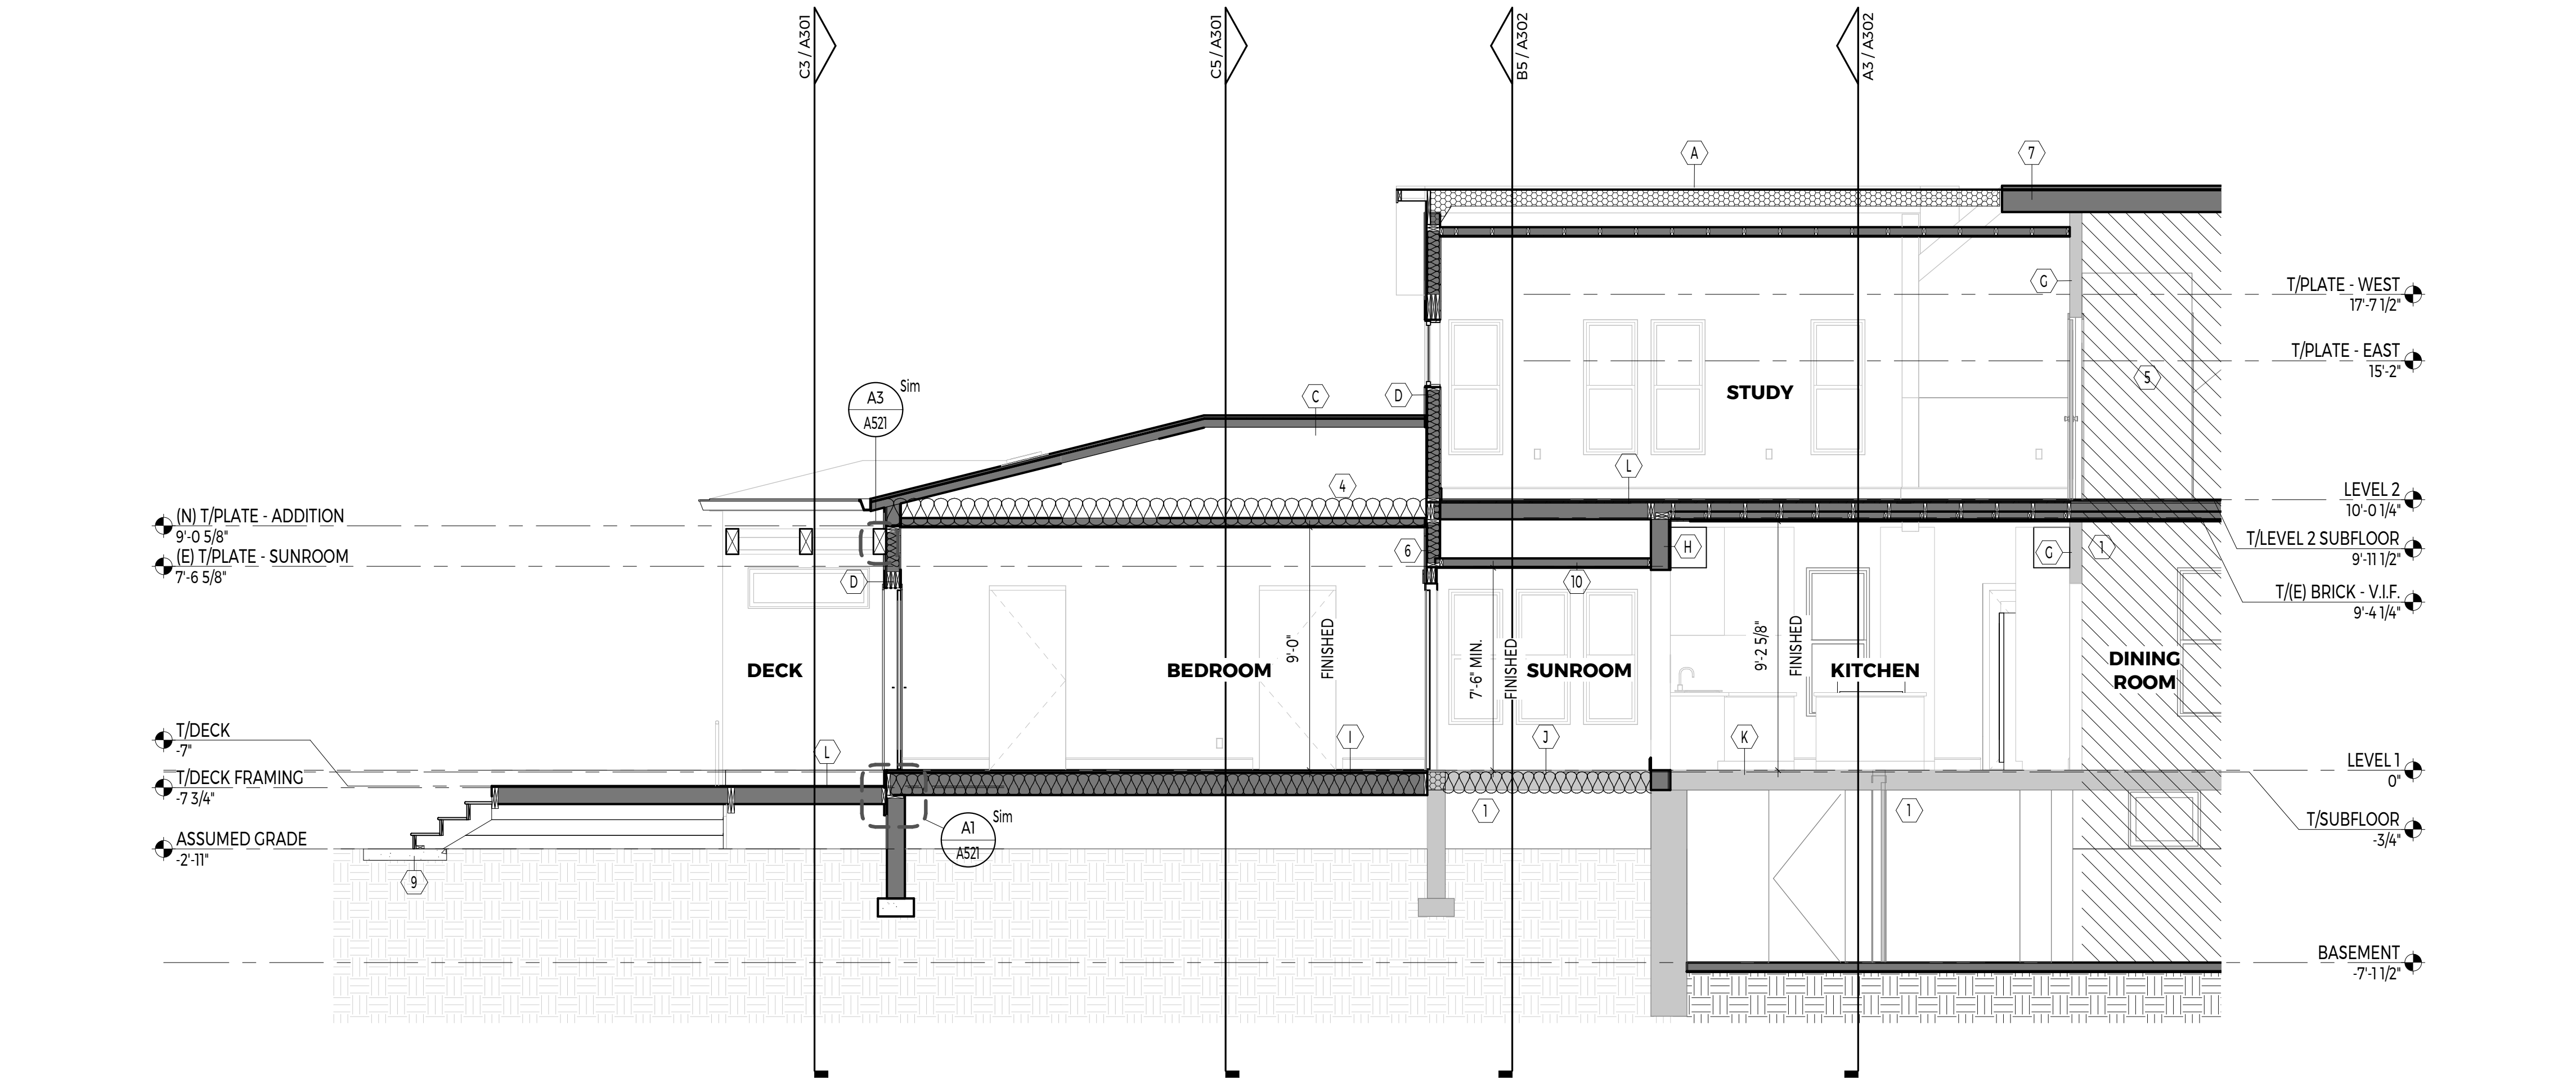 C3 / A301
C5 / A301
B5 / A302
A3 / A302
A
7
G
T/PLATE - WEST
17'-7 1/2"
T/PLATE - EAST
15'-2"
5
A3
A521
Sim
C
D
STUDY
L
4
LEVEL 2
10'-0 1/4"
(N) T/PLATE - ADDITION
9'-0 5/8"
(E) T/PLATE - SUNROOM
7'-6 5/8"
6
H
G
1
T/LEVEL 2 SUBFLOOR
9'-11 1/2"
D
10
T/(E) BRICK - V.I.F.
9'-4 1/4"
9'-0"
FINISHED
7'-6" MIN.
FINISHED
9'-2 5/8"
FINISHED
DECK
BEDROOM
SUNROOM
KITCHEN
DINING
ROOM
T/DECK
-7"
L
I
J
K
LEVEL 1
0"
T/DECK FRAMING
-7 3/4"
1
1
T/SUBFLOOR
-3/4"
ASSUMED GRADE
-2'-11"
A1
A521
Sim
9
BASEMENT
-7'-1 1/2"